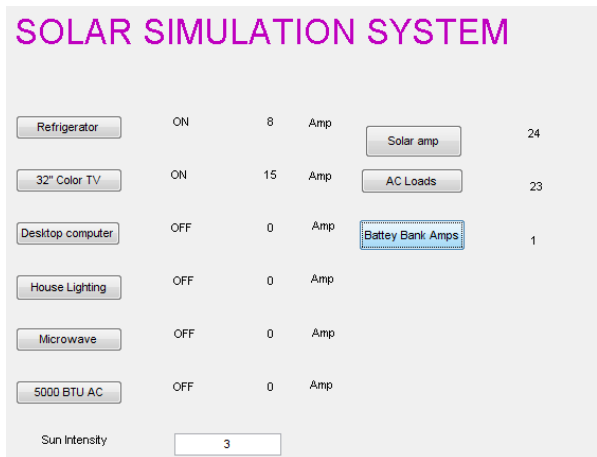 SOLAR SIMULATION SYSTEM
Refrigerator ON 8 Amp Solar amp 24
32" Color TV ON 15 Amp AC Loads 23
Desktop computer OFF 0 Amp Battey Bank Amps 1
House Lighting OFF 0 Amp
Microwave OFF 0 Amp
5000 BTU AC OFF 0 Amp
Sun Intensity 3